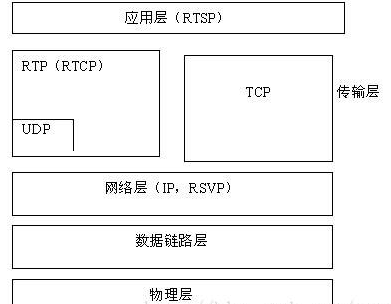 应用层（RTSP）
RTP（RTCP）
TCP
传输层
UDP
网络层（IP，RSVP）
数据链路层
物理层